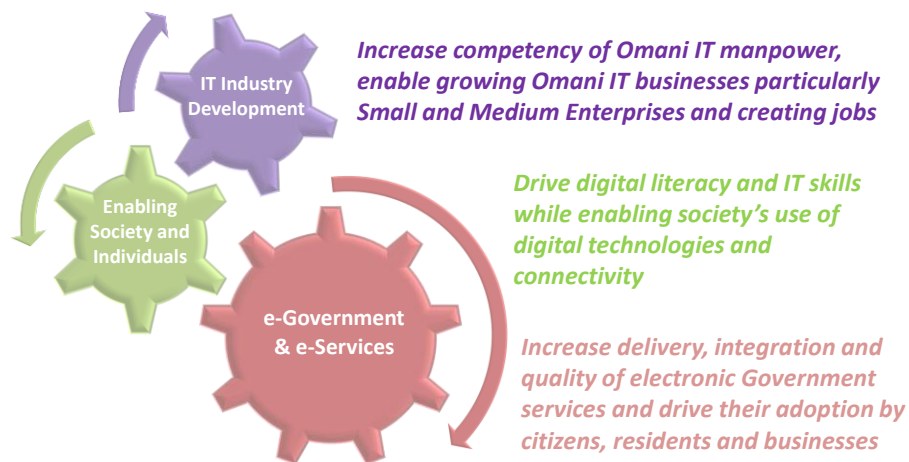 IT Industry
Development
Increase competency of Omani IT manpower,
enable growing Omani IT businesses particularly
Small and Medium Enterprises and creating jobs
Enabling
Society and
Individuals
Drive digital literacy and IT skills
while enabling society’s use of
digital technologies and
connectivity
e-Government
& e-Services
Increase delivery, integration and
quality of electronic Government
services and drive their adoption by
citizens, residents and businesses